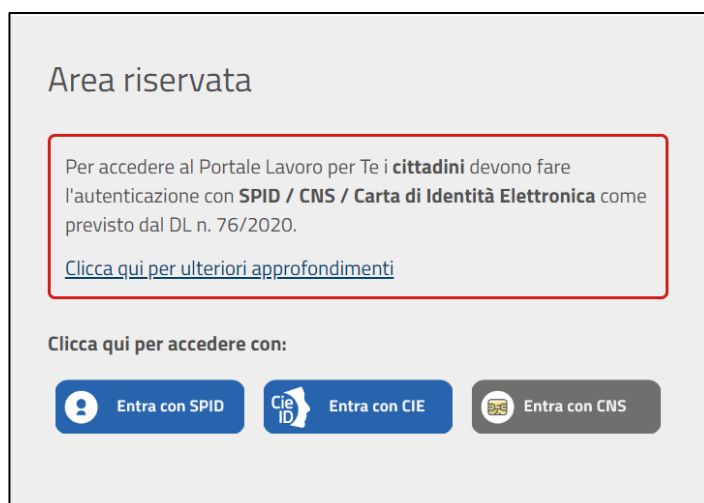 Area riservata
Per accedere al Portale Lavoro per Te i cittadini devono fare
l'autenticazione con SPID / CNS / Carta di Identità Elettronica come
previsto dal DL n. 76/2020.
Clicca qui per ulteriori approfondimenti
Clicca qui per accedere con:
Entra con SPID
Cie ID Entra con CIE
Entra con CNS